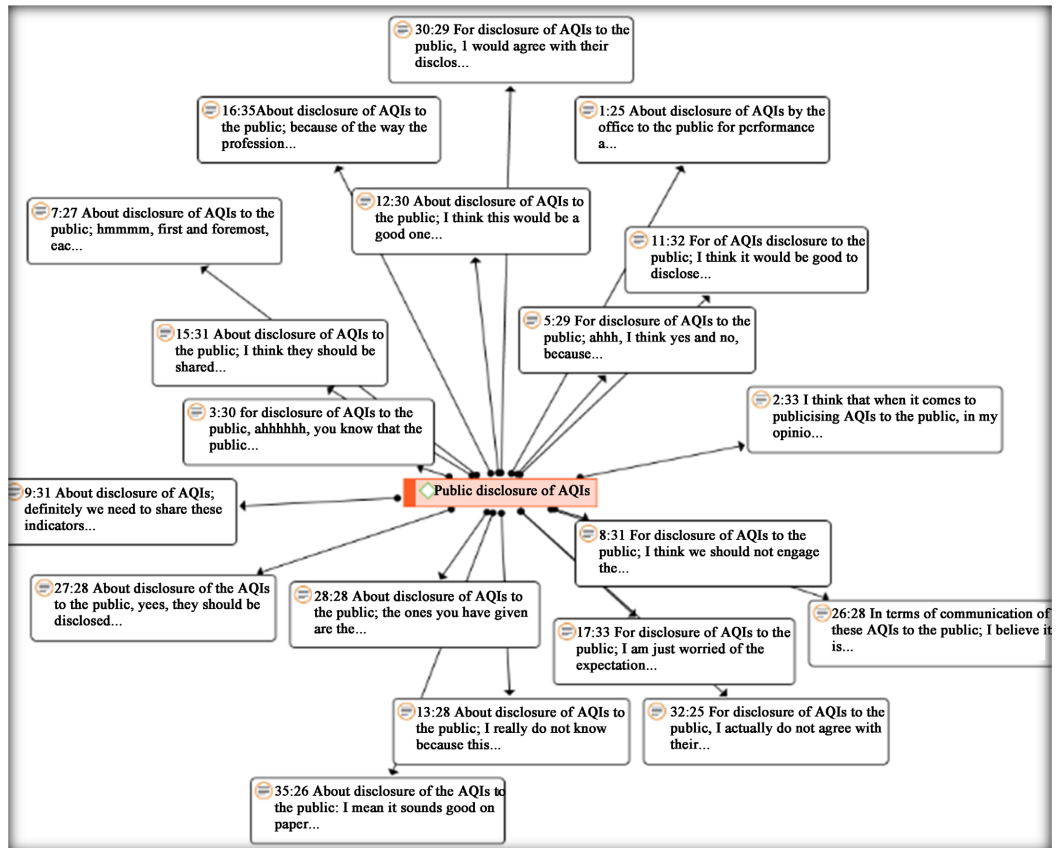 30:29 For disclosure of AQIs to the
public, 1 would agree with their
disclos...
16:35About disclosure of AQIs to
the public; because of the way the
profession...
1:25 About disclosure of AQIs by the
office to the public for performance
a...
12:30 About disclosure of AQIs to
the public; I think this would be a
good one...
7:27 About disclosure of AQIs to the
public; hmmmm, first and foremost,
eac...
11:32 For of AQIs disclosure to the
public; I think it would be good to
disclose...
5:29 For disclosure of AQIs to the
public; ahhh, I think yes and no,
because...
15:31 About disclosure of AQIs to
the public; I think they should be
shared...
2:33 I think that when it comes to
publicising AQIs to the public, in my
opinio...
3:30 for disclosure of AQIs to the
public, ahhhhhh, you know that the
public...
Public disclosure of AQIs
9:31 About disclosure of AQIs;
definitely we need to share these
indicators...
8:31 For disclosure of AQIs to the
public; I think we should not engage
the...
27:28 About disclosure of the AQIs
to the public, yees, they should be
disclosed...
28:28 About disclosure of AQIs to
the public; the ones you have given
are the...
26:28 In terms of communication of
these AQIs to the public; I believe it
is...
17:33 For disclosure of AQIs to the
public; I am just worried of the
expectation...
13:28 About disclosure of AQIs to
the public; I really do not know
because this...
32:25 For disclosure of AQIs to the
public, I actually do not agree with
their...
35:26 About disclosure of the AQIs to
the public: I mean it sounds good on
paper...